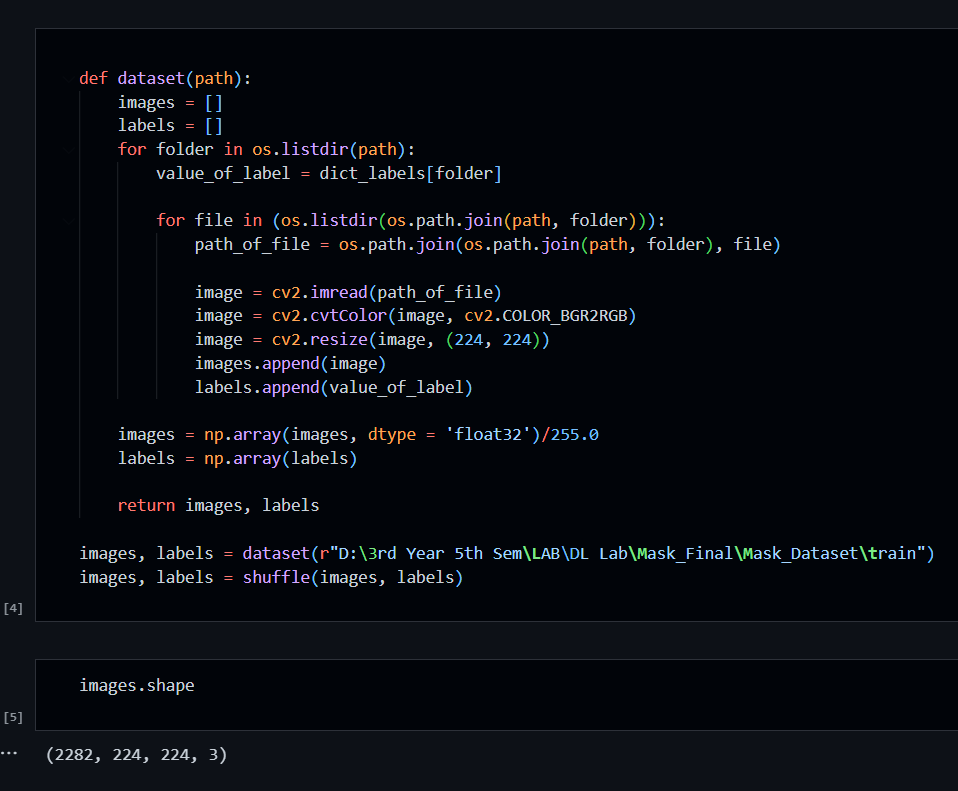 def dataset(path):
    images = []
    labels = []
    for folder in os.listdir(path):
        value_of_label = dict_labels[folder]
        for file in (os.listdir(os.path.join(path, folder))):
            path_of_file = os.path.join(os.path.join(path, folder), file)
            image = cv2.imread(path_of_file)
            image = cv2.cvtColor(image, cv2.COLOR_BGR2RGB)
            image = cv2.resize(image, (224, 224))
            images.append(image)
            labels.append(value_of_label)
    images = np.array(images, dtype = 'float32')/255.0
    labels = np.array(labels)
    return images, labels
images, labels = dataset(r"D:\3rd Year 5th Sem\LAB\DL Lab\Mask_Final\Mask_Dataset\train")
images, labels = shuffle(images, labels)
[4]
images.shape
[5]
... (2282, 224, 224, 3)